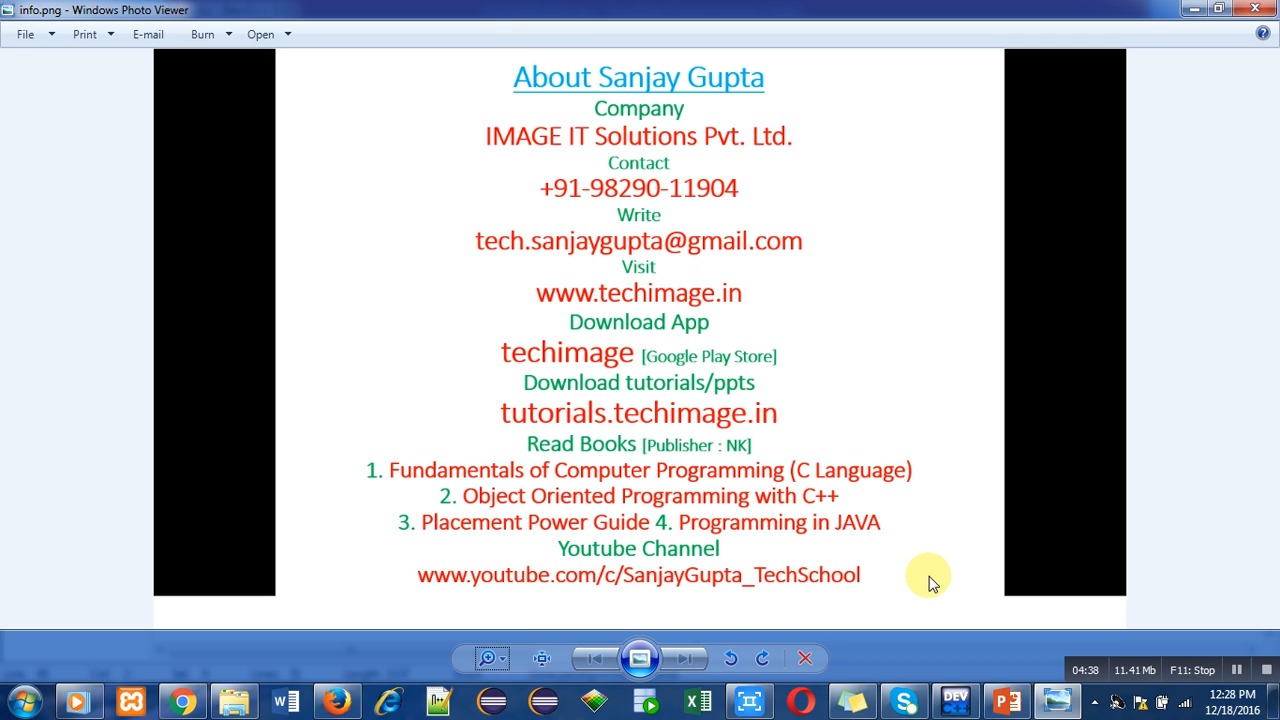 info.png - Windows Photo Viewer
File Print E-mail Burn Open
About Sanjay Gupta
Company
IMAGE IT Solutions Pvt. Ltd.
Contact
+91-98290-11904
Write
tech.sanjaygupta@gmail.com
Visit
www.techimage.in
Download App
techimage [Google Play Store]
Download tutorials/ppts
tutorials.techimage.in
Read Books [Publisher : NK]
1. Fundamentals of Computer Programming (C Language)
2. Object Oriented Programming with C++
3. Placement Power Guide 4. Programming in JAVA
Youtube Channel
www.youtube.com/c/SanjayGupta_TechSchool
04:38 11.41 Mb F11: Stop
DEV C++
12:28 PM
12/18/2016